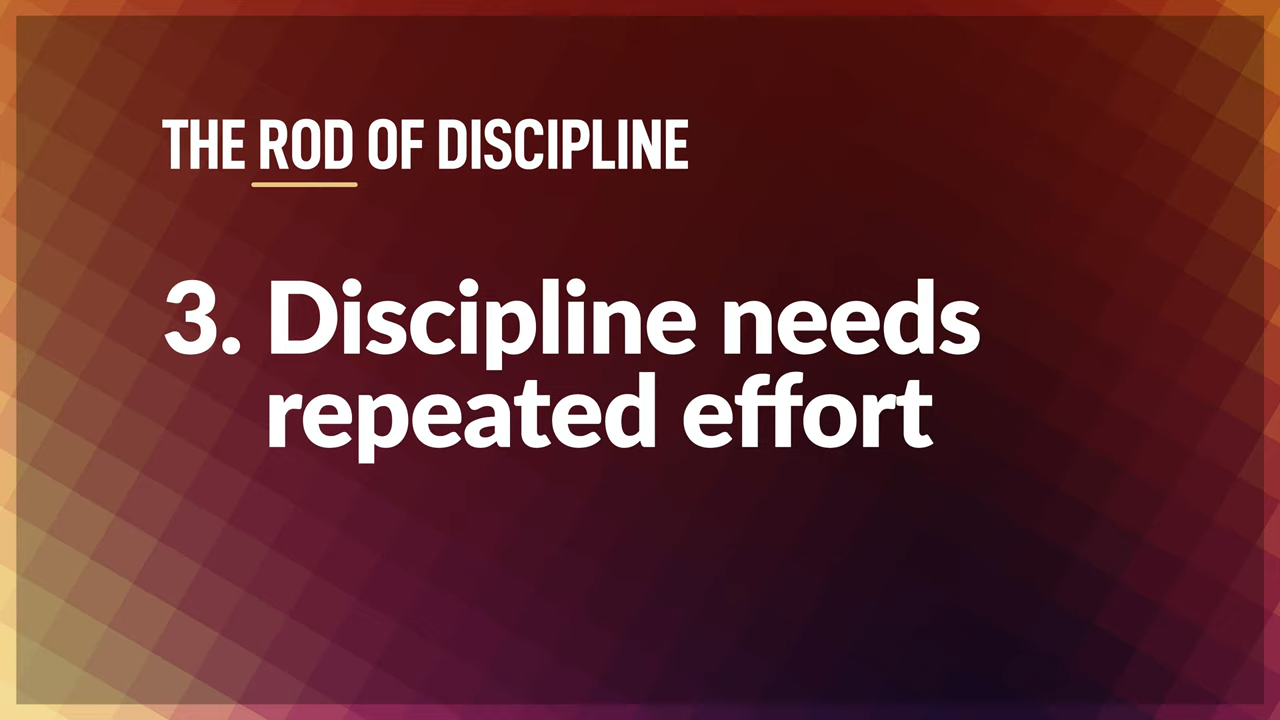 THE ROD OF DISCIPLINE
3. Discipline needs
repeated effort